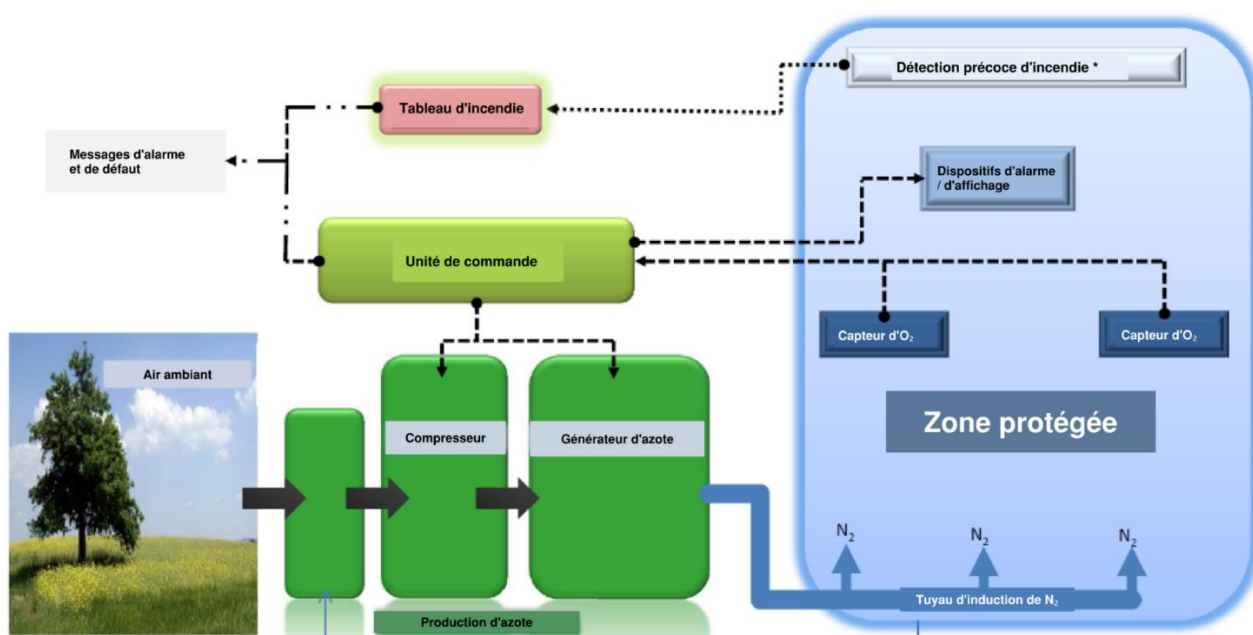 Détection précoce d'incendie *
Tableau d'incendie
Messages d'alarme
et de défaut
Dispositifs d'alarme
/ d'affichage
Unité de commande
Capteur d'O₂
Capteur d'O₂
Air ambiant
Compresseur
Générateur d'azote
Zone protégée
N₂
N₂
N₂
Tuyau d'induction de N₂
Production d'azote